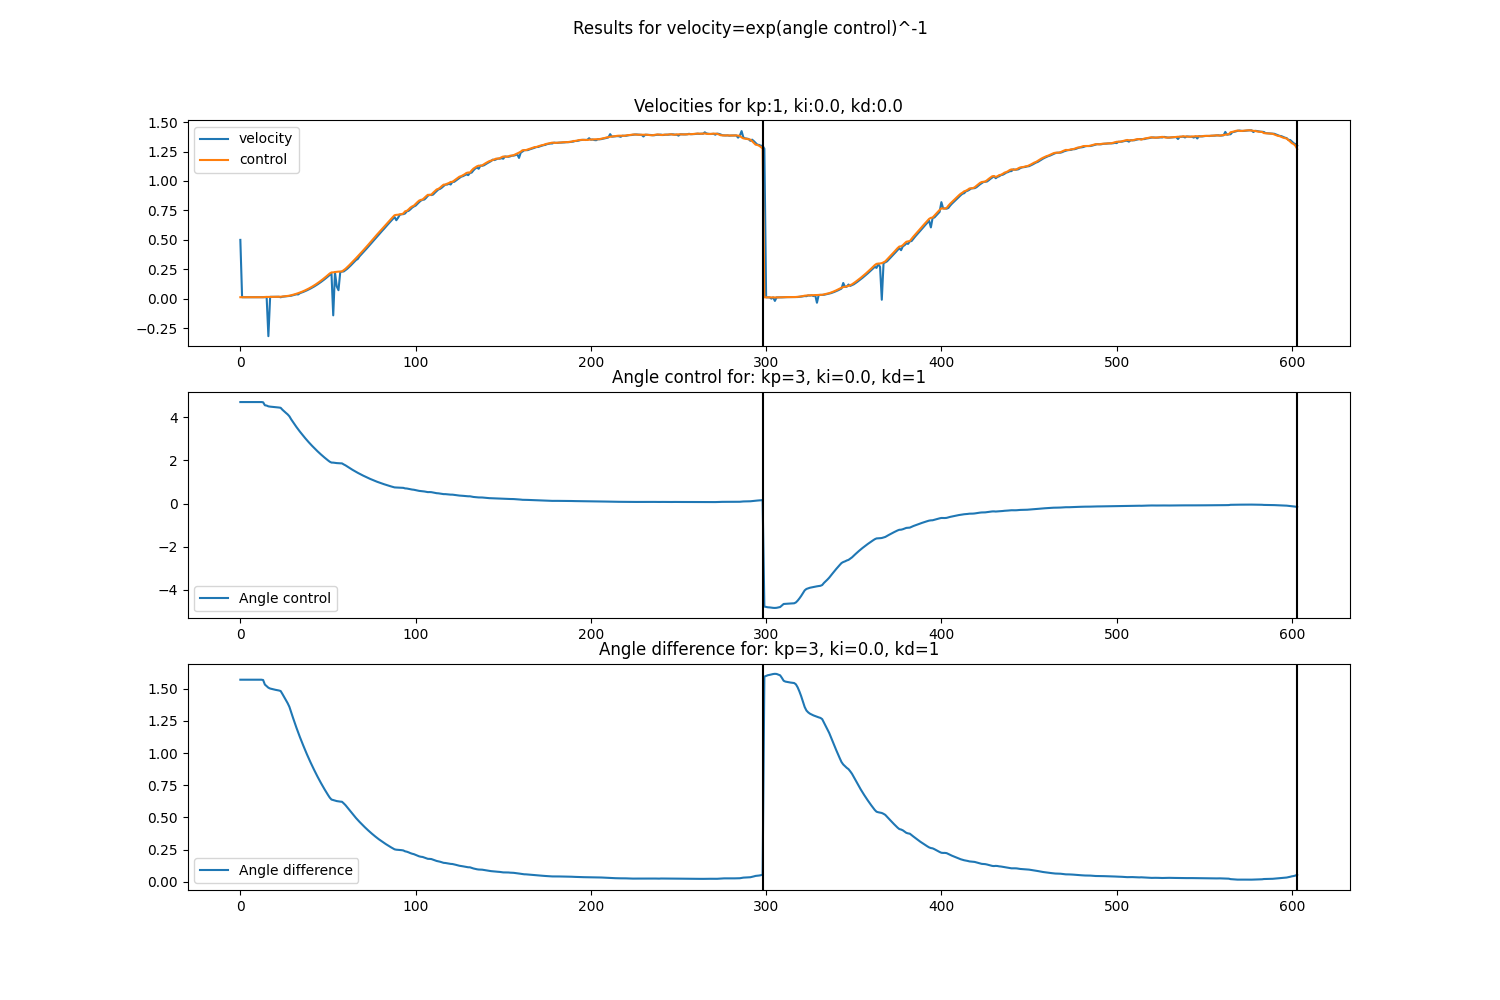 Results for velocity=exp(angle control)^-1
Velocities for kp:1, ki:0.0, kd:0.0
velocity
control
1.50
1.25
1.00
0.75
0.50
0.25
0.00
−0.25
0 100 200 300 400 500 600
Angle control for: kp=3, ki=0.0, kd=1
4
2
0
−2
−4
Angle control
0 100 200 300 400 500 600
Angle difference for: kp=3, ki=0.0, kd=1
1.50
1.25
1.00
0.75
0.50
0.25
0.00
Angle difference
0 100 200 300 400 500 600